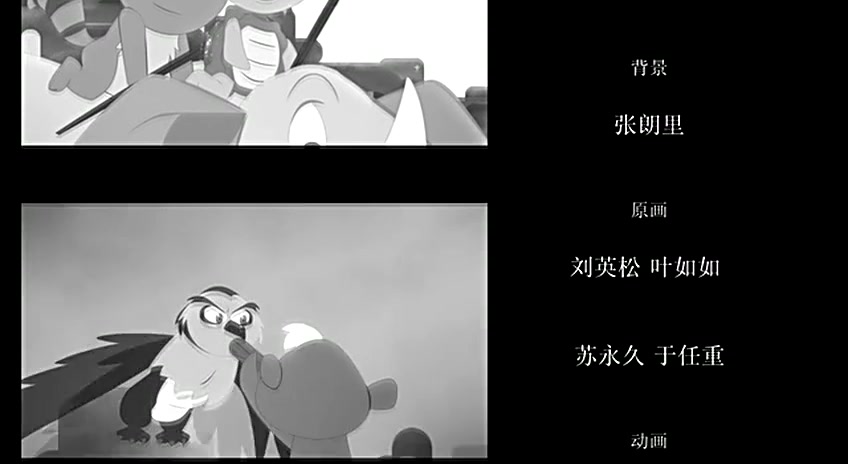 背景
张朗里
原画
刘英松 叶如如
苏永久 于任重
动画